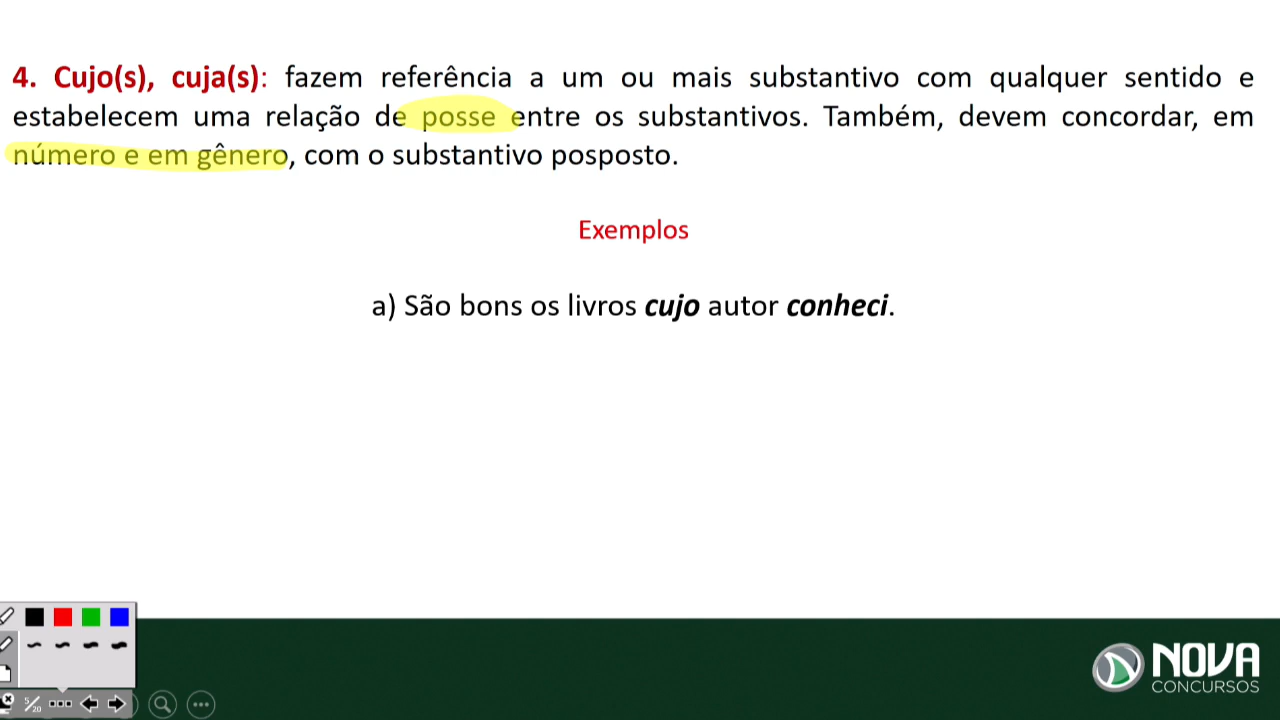 4. Cujo(s), cuja(s): fazem referência a um ou mais substantivo com qualquer sentido e
estabelecem uma relação de posse entre os substantivos. Também, devem concordar, em
número e em gênero, com o substantivo posposto.
Exemplos
a) São bons os livros cujo autor conheci.
5/20
NOVA
CONCURSOS